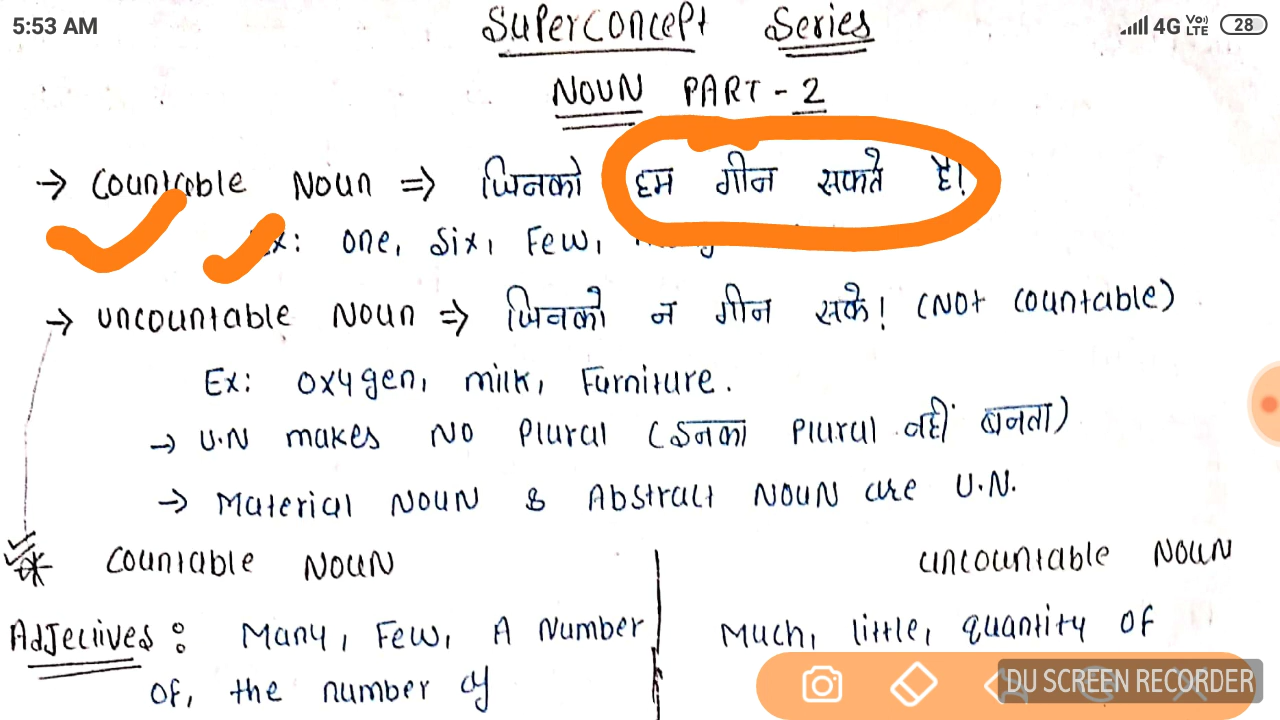 5:53 AM
4G VoLTE 28
Superconcept Series
NOUN PART - 2
→ Countable Noun ⇒ जिनको हम गीन सकते है!
Ex: one, six, Few,
→ uncountable Noun ⇒ जिनको न गीन सके! (Not countable)
Ex: oxygen, milk, Furniture.
→ U.N makes No Plural (इनका Plural नहीं बनता)
→ Material Noun & Abstract Noun are U.N.
* Countable Noun
uncountable Noun
Adjectives: Many, Few, A Number of, the number of
Much, little, quantity of
DU SCREEN RECORDER